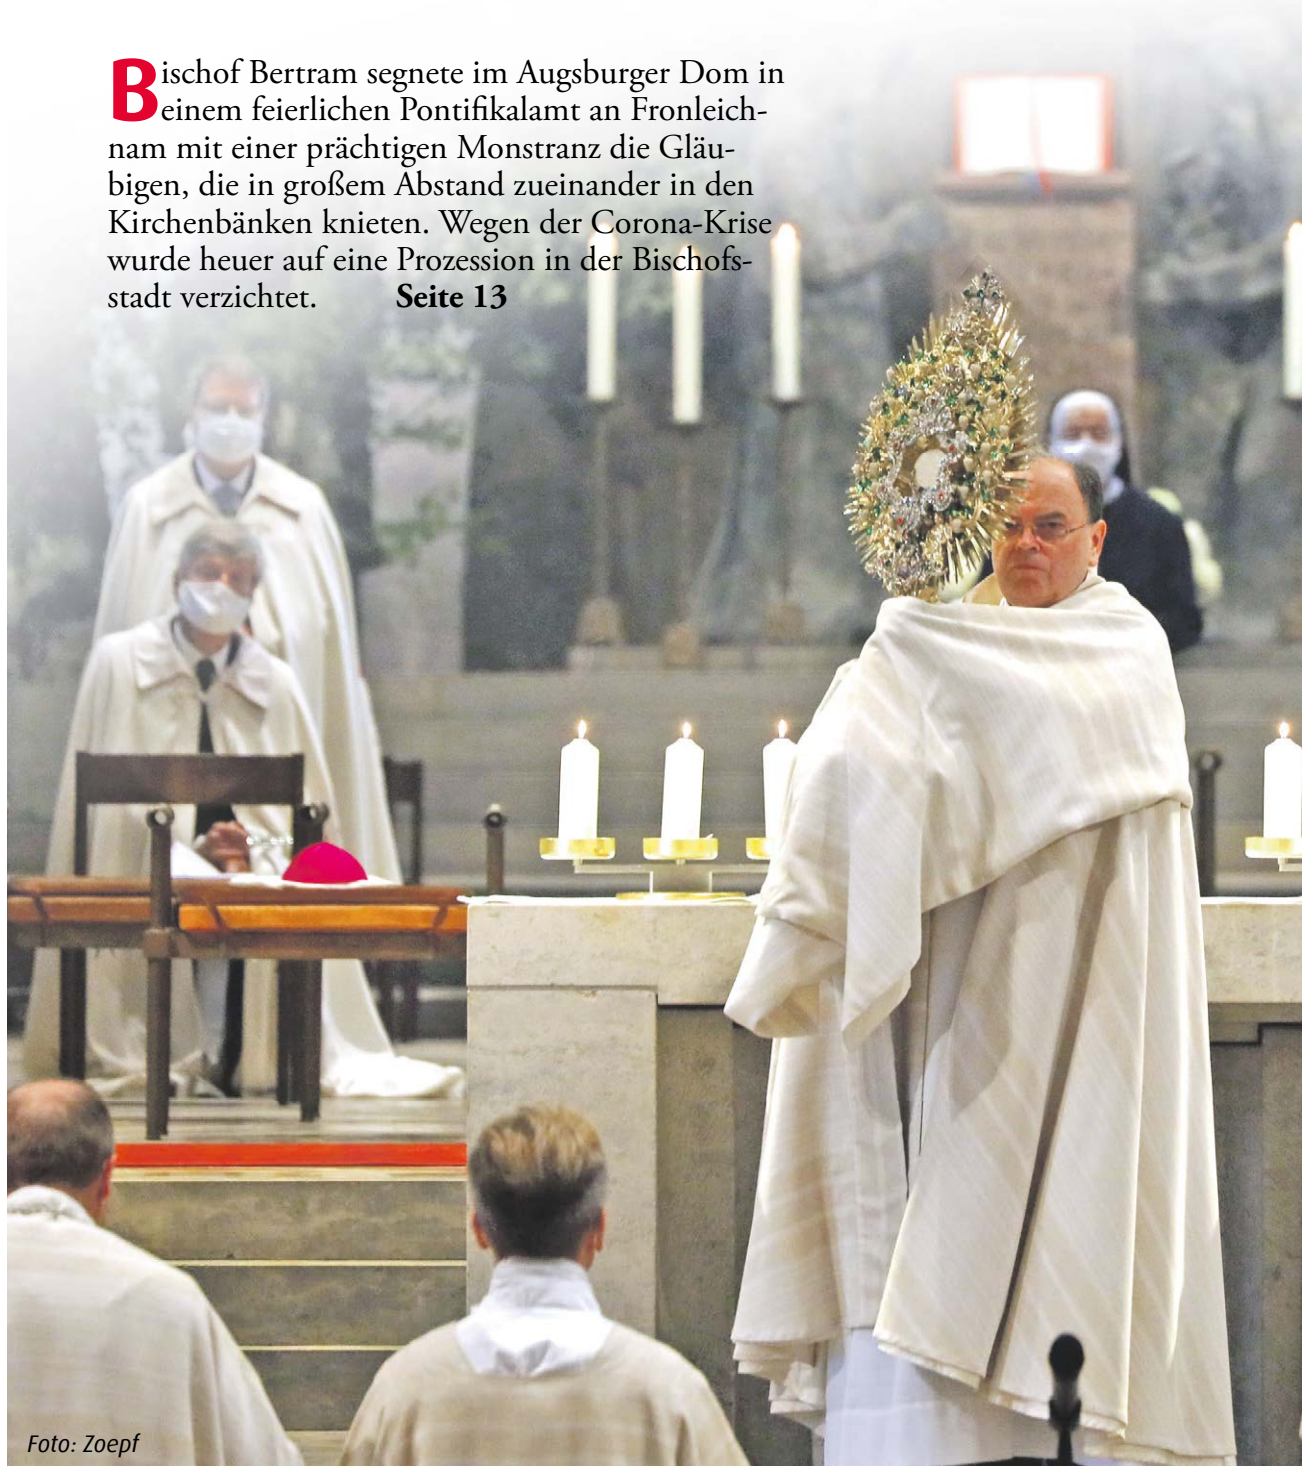 Bischof Bertram segnete im Augsburger Dom in
einem feierlichen Pontifikalamt an Fronleich-
nam mit einer prächtigen Monstranz die Gläu-
bigen, die in großem Abstand zueinander in den
Kirchenbänken knieten. Wegen der Corona-Krise
wurde heuer auf eine Prozession in der Bischofs-
stadt verzichtet. Seite 13
Foto: Zoepf